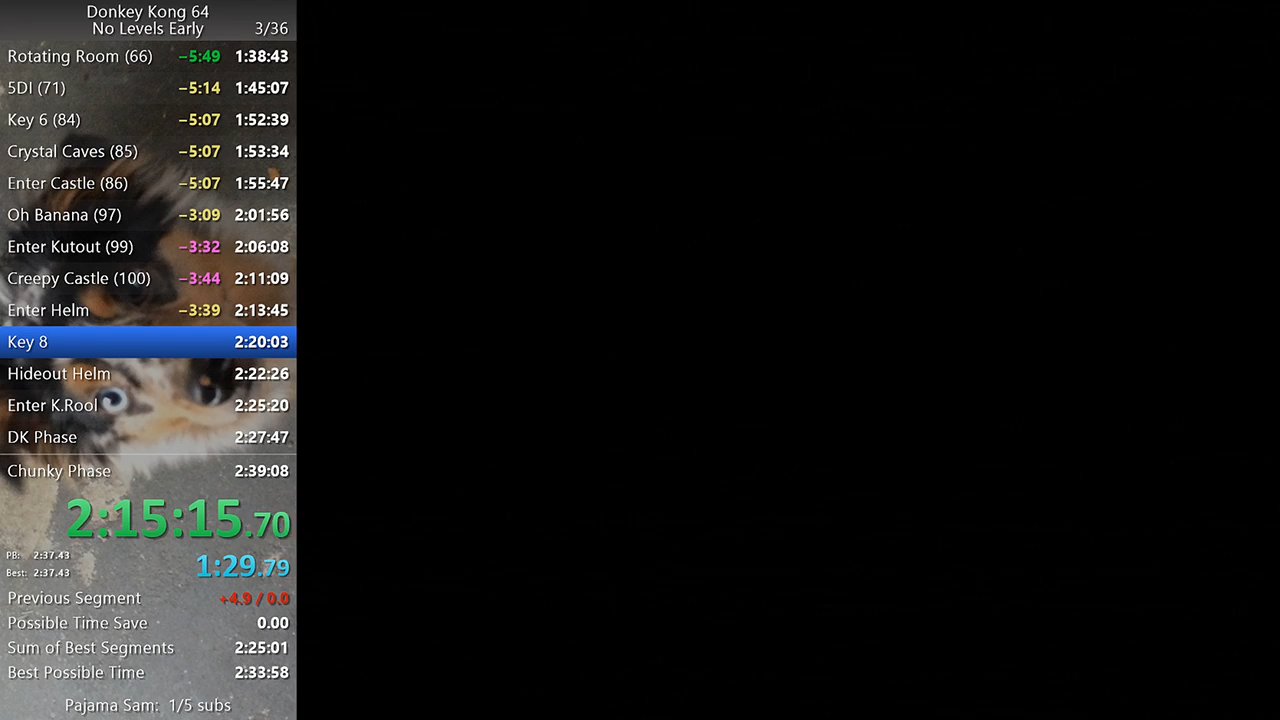 Donkey Kong 64
No Levels Early 3/36
Rotating Room (66) −5:49 1:38:43
5DI (71) −5:14 1:45:07
Key 6 (84) −5:07 1:52:39
Crystal Caves (85) −5:07 1:53:34
Enter Castle (86) −5:07 1:55:47
Oh Banana (97) −3:09 2:01:56
Enter Kutout (99) −3:32 2:06:08
Creepy Castle (100) −3:44 2:11:09
Enter Helm −3:39 2:13:45
Key 8 2:20:03
Hideout Helm 2:22:26
Enter K.Rool 2:25:20
DK Phase 2:27:47
Chunky Phase 2:39:08
2:15:15.70
PB: 2:37.43 1:29.79
Best: 2:37.43
Previous Segment +4.9 / 0.0
Possible Time Save 0.00
Sum of Best Segments 2:25:01
Best Possible Time 2:33:58
Pajama Sam: 1/5 subs